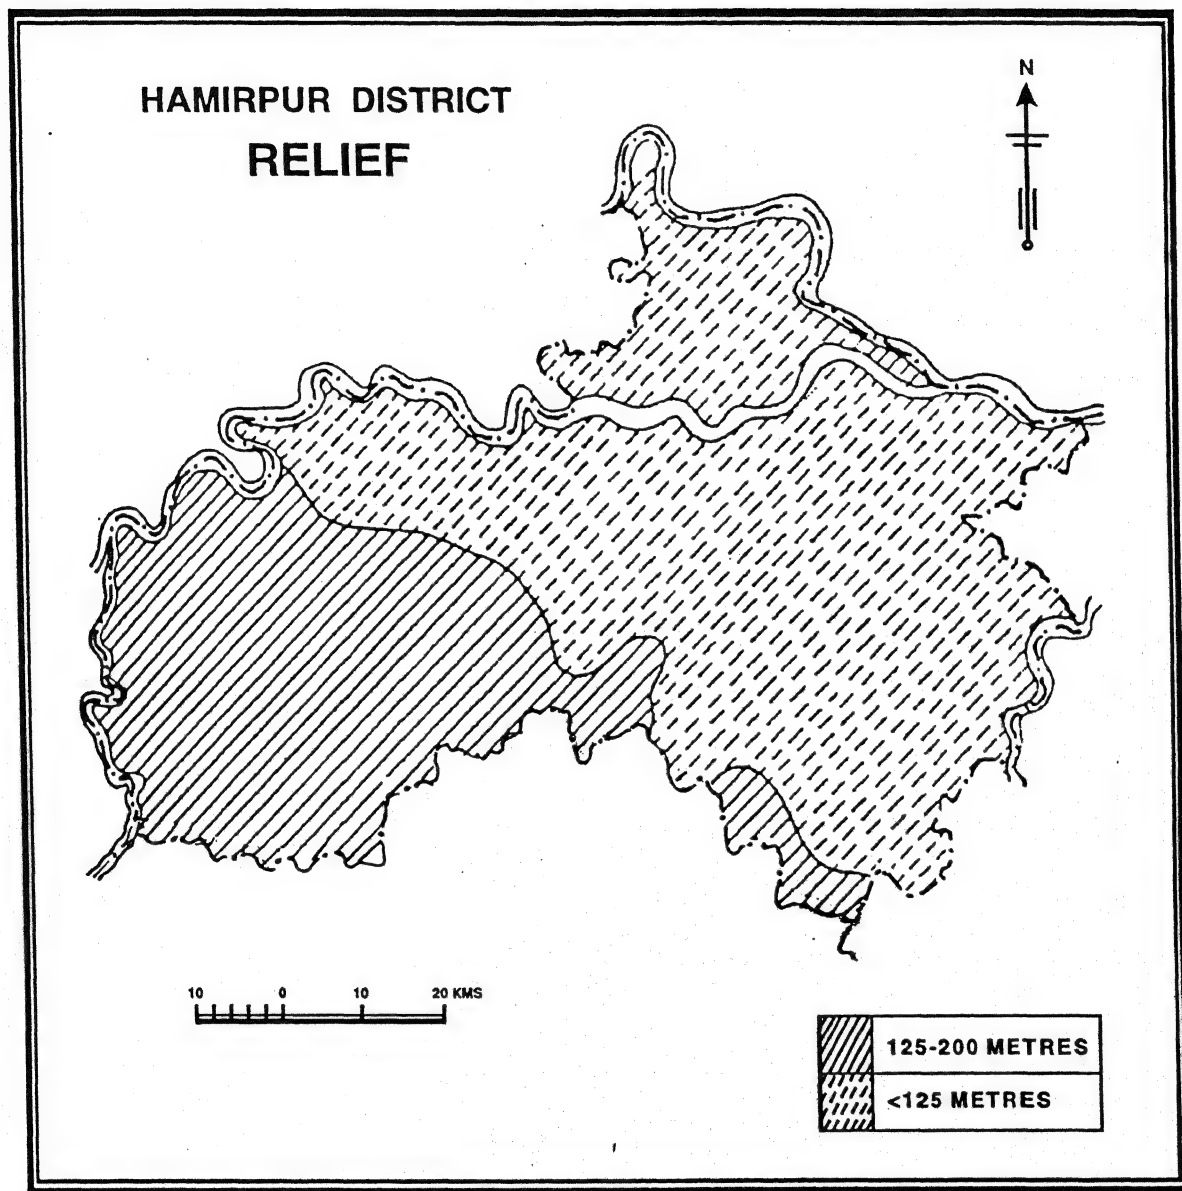 HAMIRPUR DISTRICT
RELIEF
N
10 0 10 20 KMS
125-200 METRES
<125 METRES